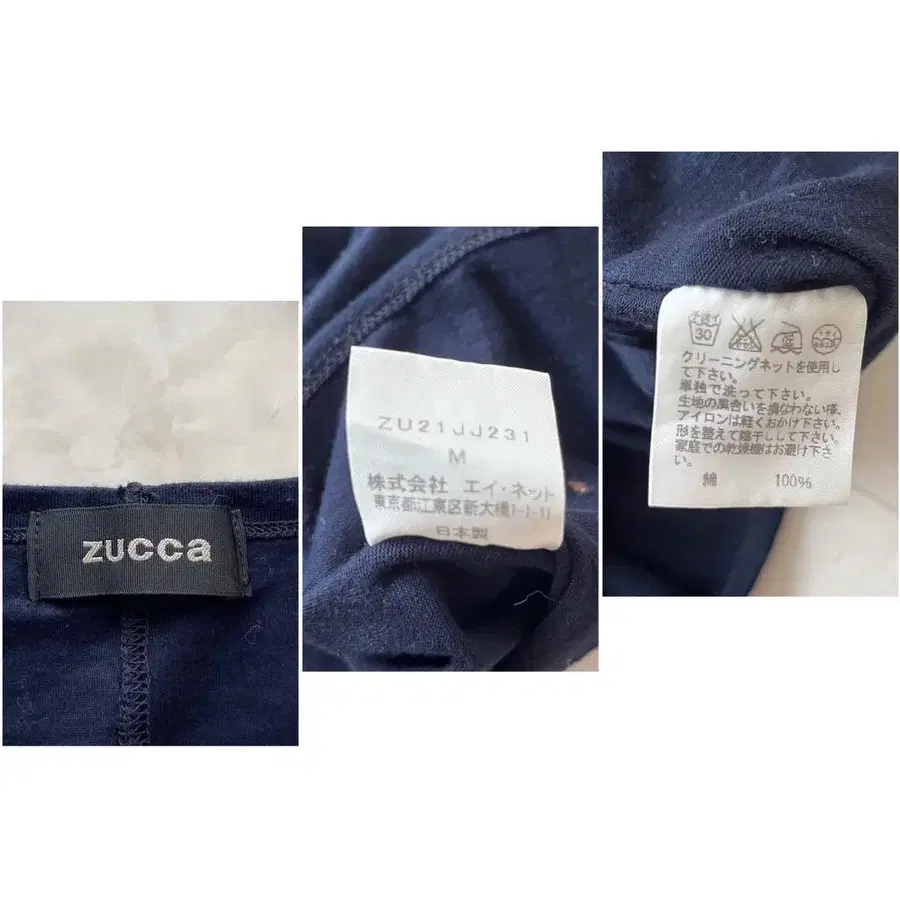 zucca
ZU21JJ231
M
株式会社 エイ・ネット
東京都江東区新大橋1-1-11
日本製
30
低
クリーニングネットを使用し
て下さい。
単独で洗って下さい。
生地の風合いを損なわない様、
アイロンは軽くおかけ下さい。
形を整えて陰干しして下さい。
家庭での乾燥機はお避け下さ
い。
綿 100%